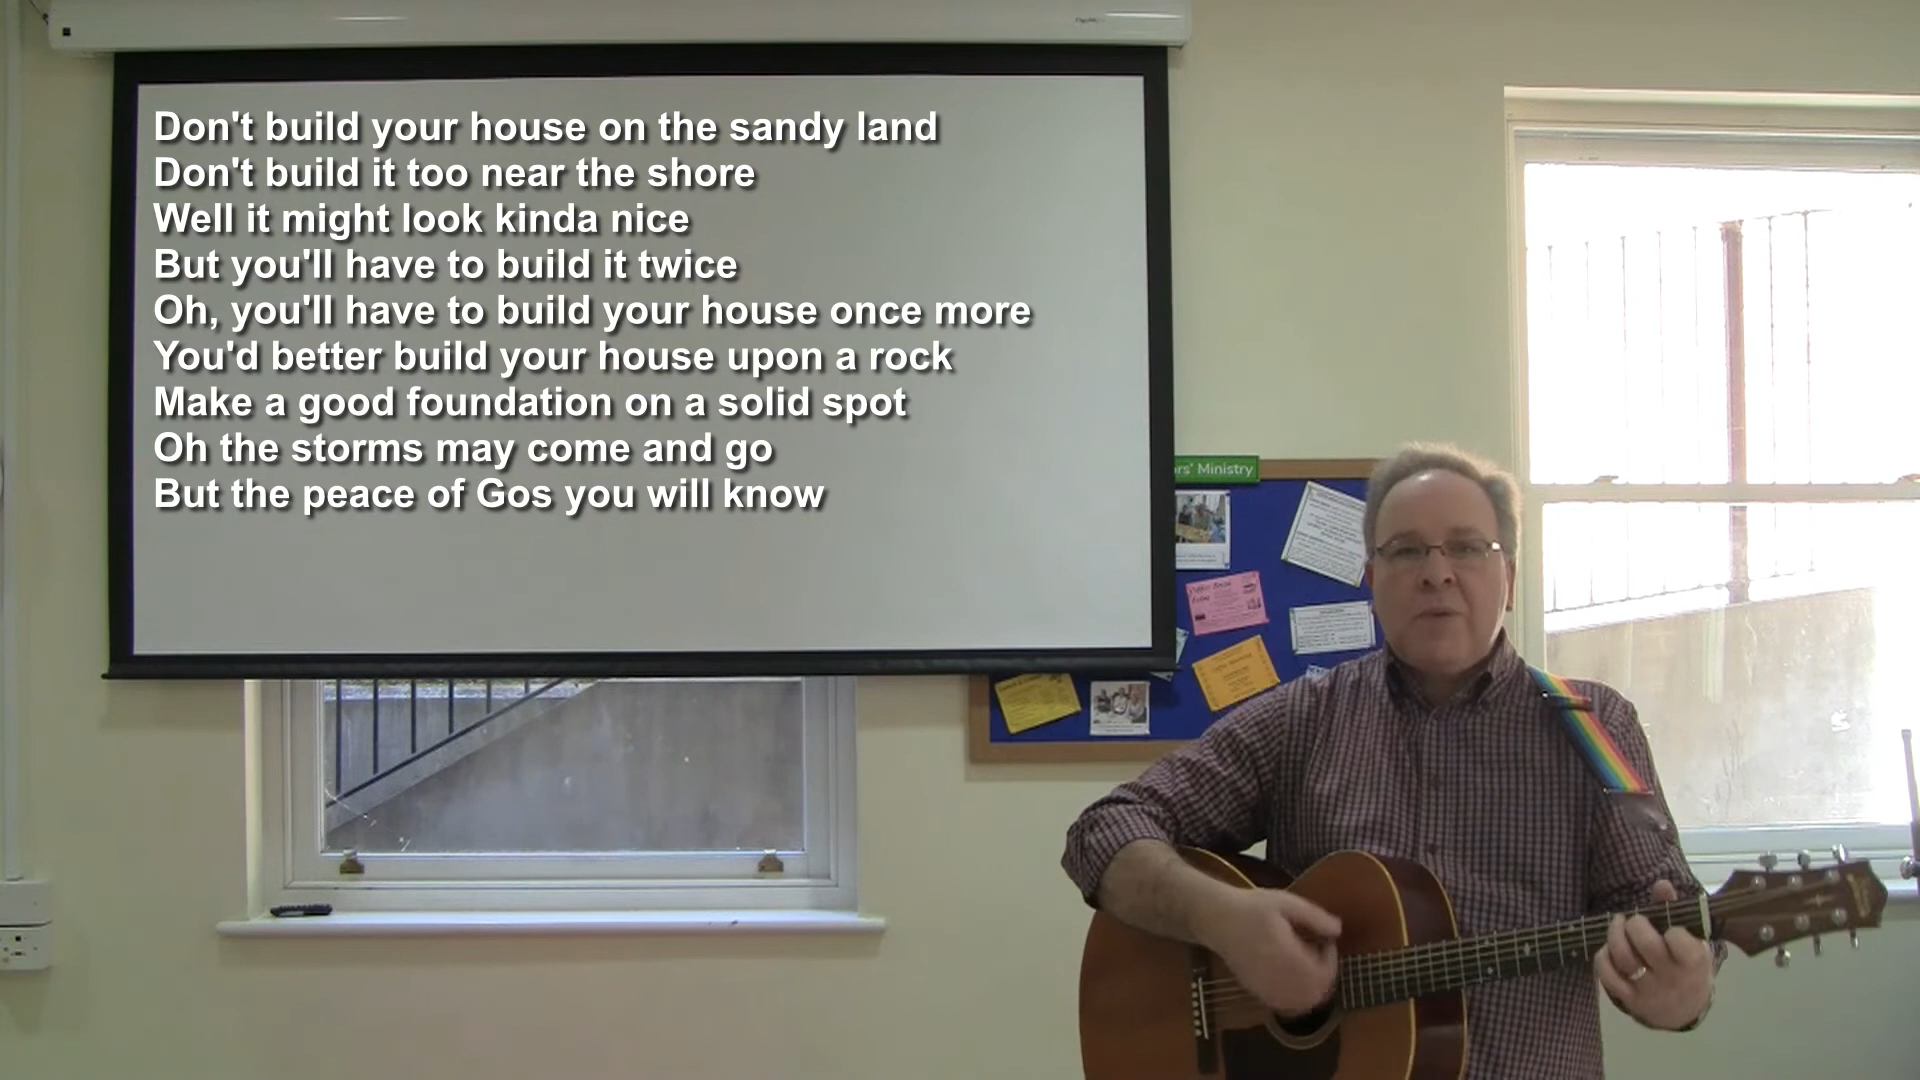 Don't build your house on the sandy land
Don't build it too near the shore
Well it might look kinda nice
But you'll have to build it twice
Oh, you'll have to build your house once more
You'd better build your house upon a rock
Make a good foundation on a solid spot
Oh the storms may come and go
But the peace of Gos you will know
Ministry